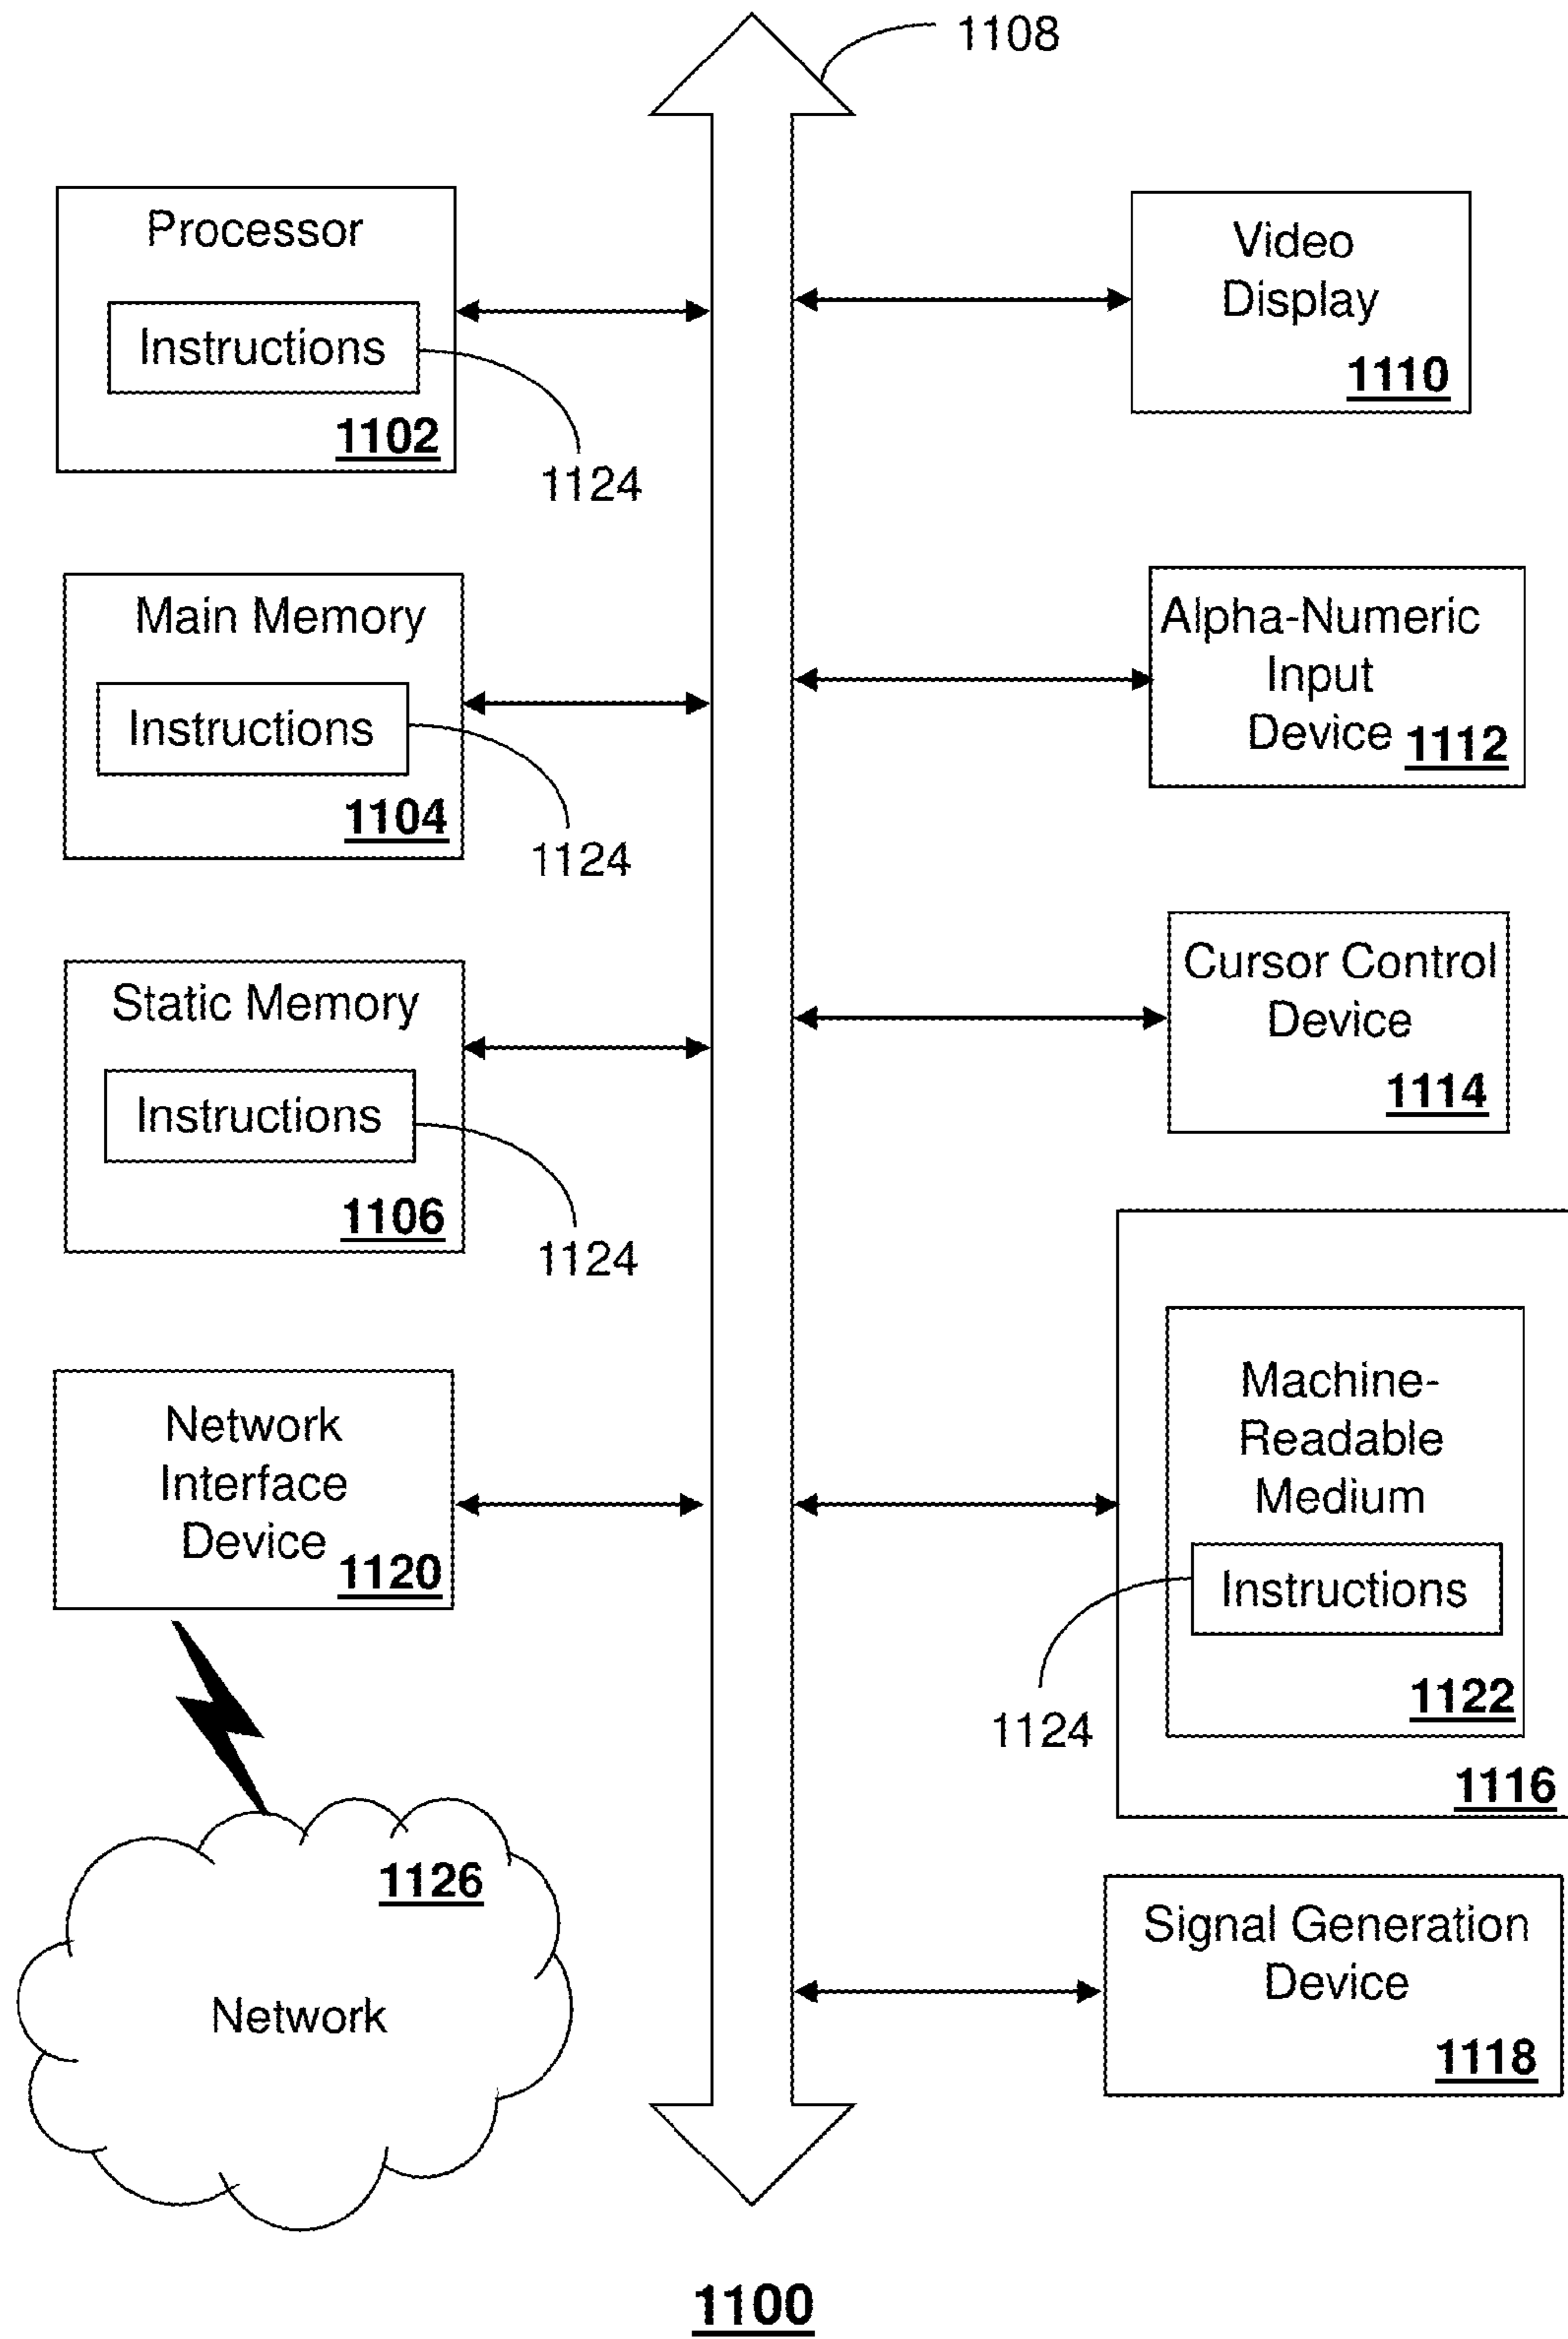 1108
Processor
Instructions
1102
1124
Main Memory
Instructions
1104
1124
Static Memory
Instructions
1106
1124
Network
Interface
Device
1120
1126
Network
Video
Display
1110
Alpha-Numeric
Input
Device 1112
Cursor Control
Device
1114
Machine-
Readable
Medium
Instructions
1122
1124
1116
Signal Generation
Device
1118
1100